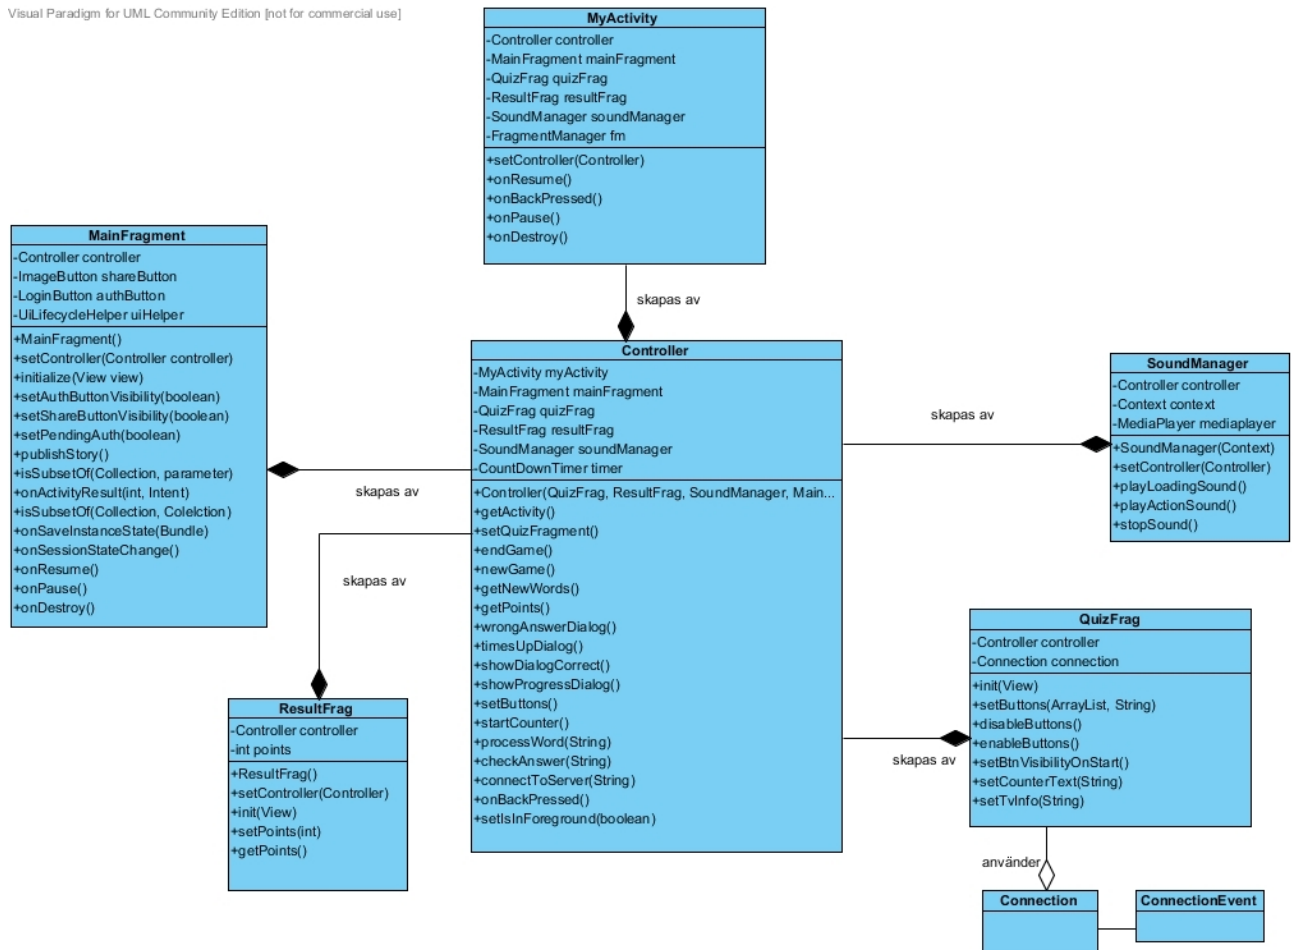 Visual Paradigm for UML Community Edition [not for commercial use]
MyActivity
-Controller controller
-MainFragment mainFragment
-QuizFrag quizFrag
-ResultFrag resultFrag
-SoundManager soundManager
-FragmentManager fm
+setController(Controller)
+onResume()
+onBackPressed()
+onPause()
+onDestroy()
skapas av
MainFragment
-Controller controller
-ImageButton shareButton
-LoginButton authButton
-UiLifecycleHelper uiHelper
+MainFragment()
+setController(Controller controller)
+initialize(View view)
+setAuthButtonVisibility(boolean)
+setShareButtonVisibility(boolean)
+setPendingAuth(boolean)
+publishStory()
+isSubsetOf(Collection, parameter)
+onActivityResult(int, Intent)
+isSubsetOf(Collection, Colelction)
+onSaveInstanceState(Bundle)
+onSessionStateChange()
+onResume()
+onPause()
+onDestroy()
skapas av
skapas av
Controller
-MyActivity myActivity
-MainFragment mainFragment
-QuizFrag quizFrag
-ResultFrag resultFrag
-SoundManager soundManager
-CountDownTimer timer
+Controller(QuizFrag, ResultFrag, SoundManager, Main...
+getActivity()
+setQuizFragment()
+endGame()
+newGame()
+getNewWords()
+getPoints()
+wrongAnswerDialog()
+timesUpDialog()
+showDialogCorrect()
+showProgressDialog()
+setButtons()
+startCounter()
+processWord(String)
+checkAnswer(String)
+connectToServer(String)
+onBackPressed()
+setIsInForeground(boolean)
skapas av
SoundManager
-Controller controller
-Context context
-MediaPlayer mediaplayer
+SoundManager(Context)
+setController(Controller)
+playLoadingSound()
+playActionSound()
+stopSound()
ResultFrag
-Controller controller
-int points
+ResultFrag()
+setController(Controller)
+init(View)
+setPoints(int)
+getPoints()
skapas av
QuizFrag
-Controller controller
-Connection connection
+init(View)
+setButtons(ArrayList, String)
+disableButtons()
+enableButtons()
+setBtnVisibilityOnStart()
+setCounterText(String)
+setTvInfo(String)
använder
Connection
ConnectionEvent